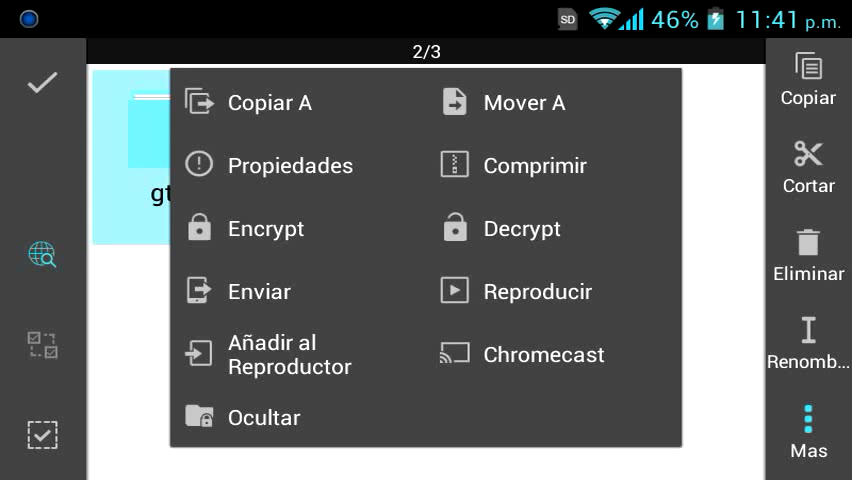 SD 46% 11:41 p.m.
2/3
Copiar A
Mover A
Propiedades
Comprimir
Encrypt
Decrypt
Enviar
Reproducir
Añadir al
Reproductor
Chromecast
Ocultar
gt
Copiar
Cortar
Eliminar
Renomb...
Mas